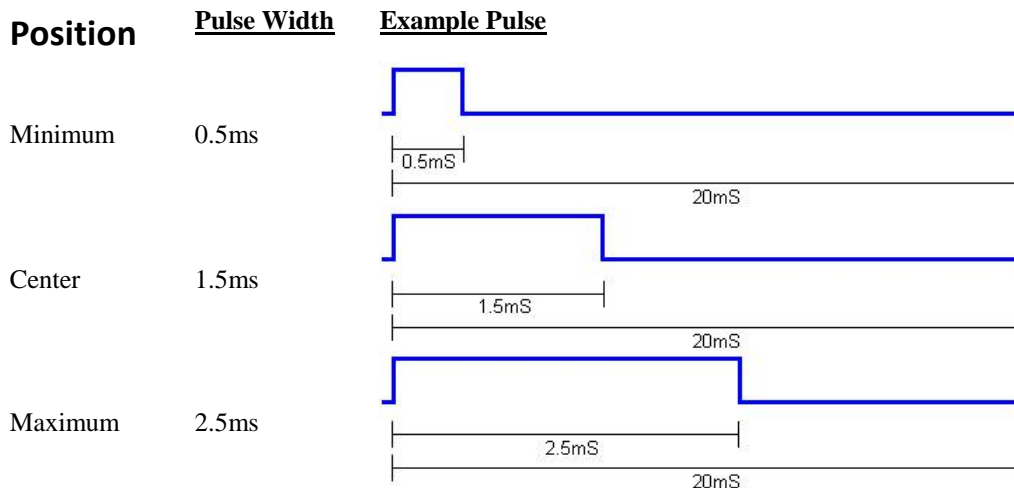 Position Pulse Width Example Pulse
Minimum 0.5ms
0.5mS
20mS
Center 1.5ms
1.5mS
20mS
Maximum 2.5ms
2.5mS
20mS